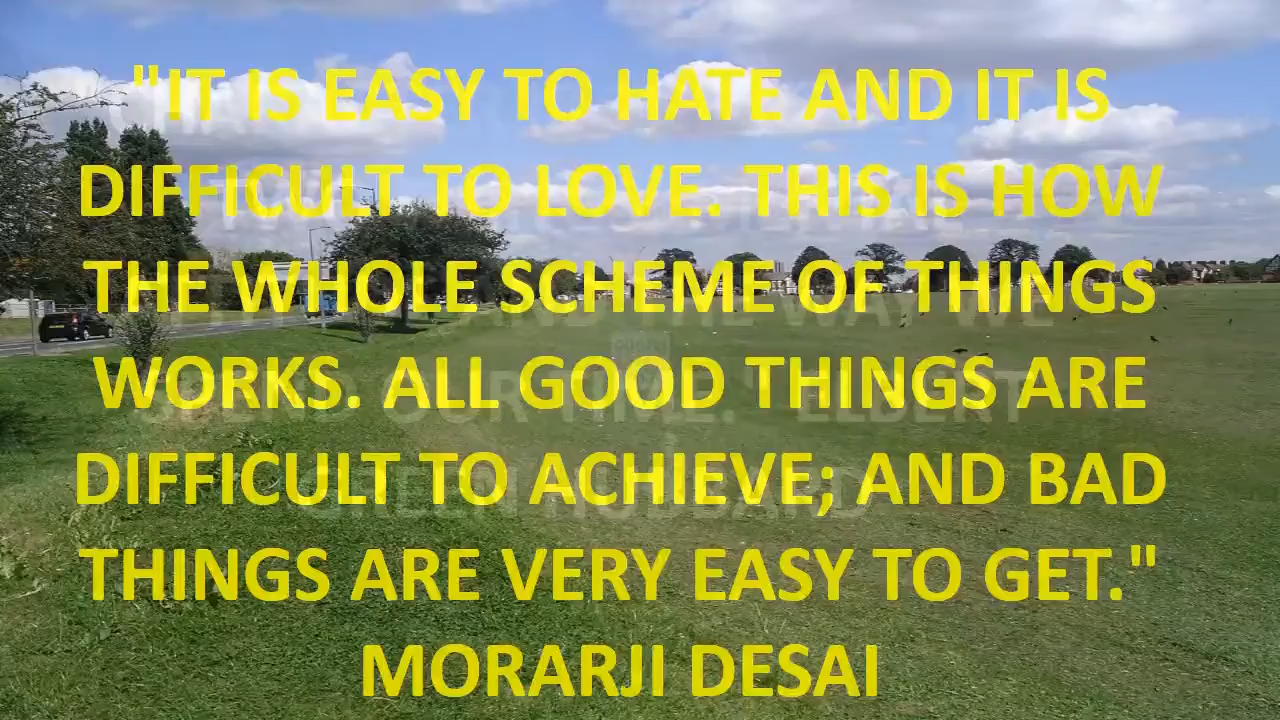 "IT IS EASY TO HATE AND IT IS
DIFFICULT TO LOVE. THIS IS HOW
THE WHOLE SCHEME OF THINGS
WORKS. ALL GOOD THINGS ARE
DIFFICULT TO ACHIEVE; AND BAD
THINGS ARE VERY EASY TO GET."
MORARJI DESAI